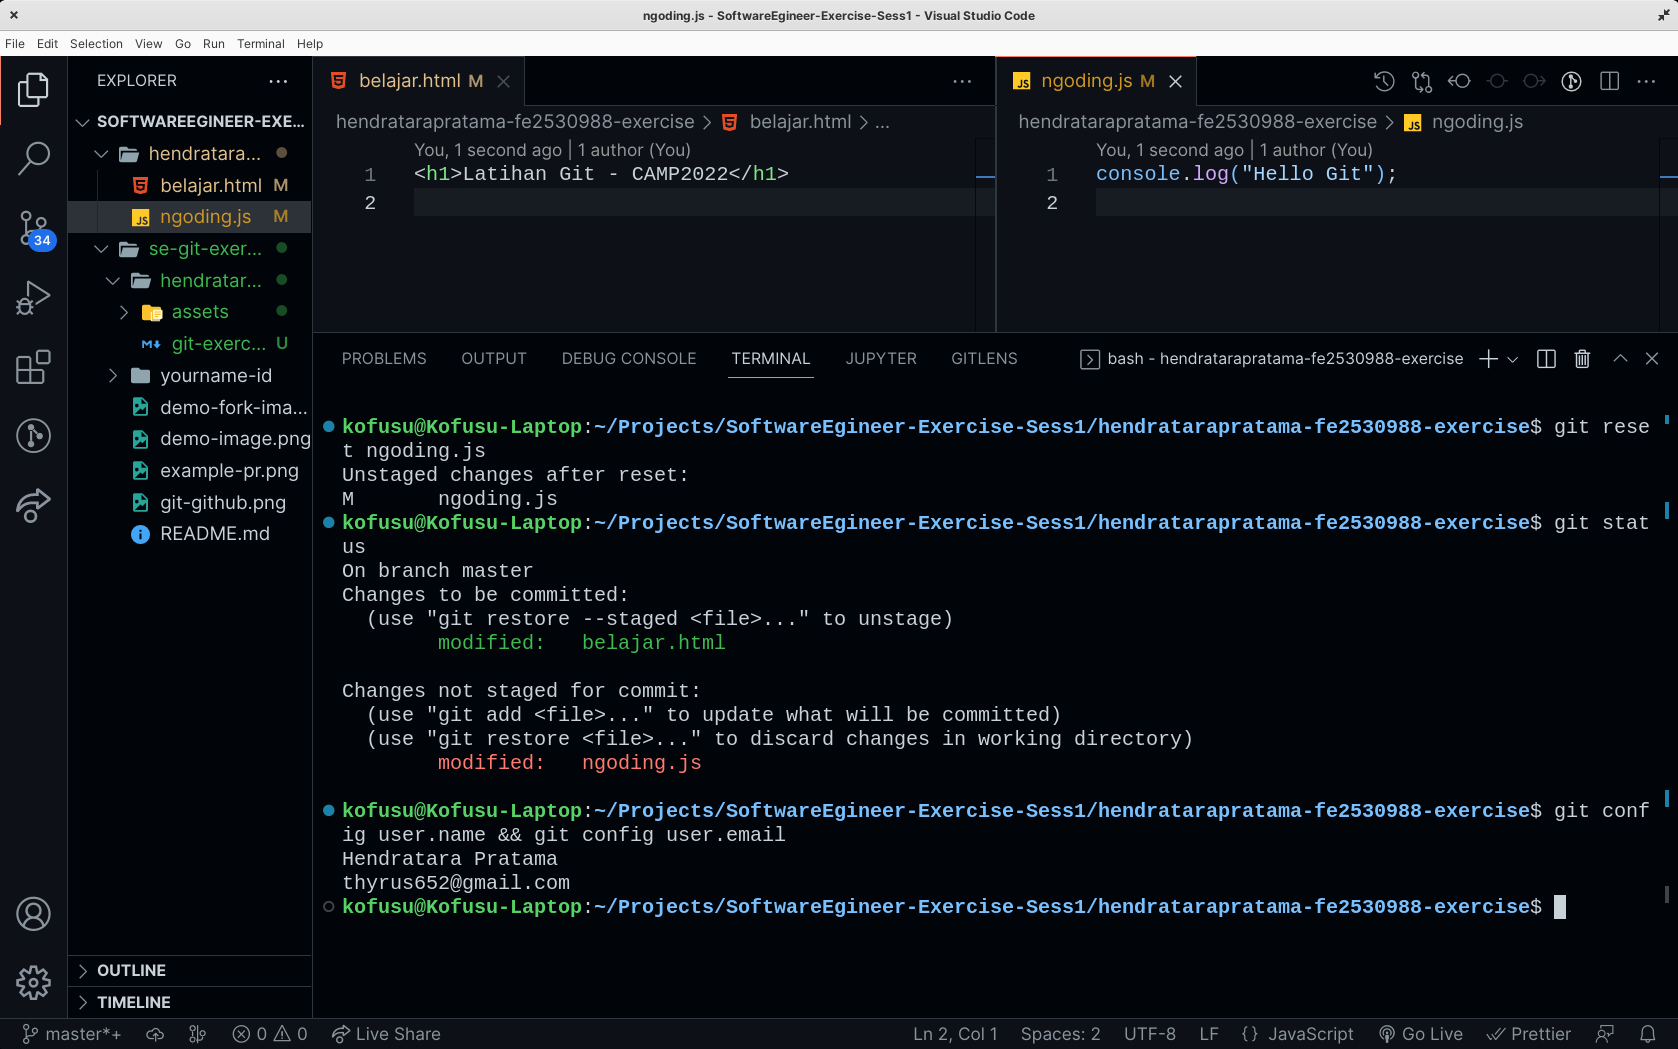 ngoding.js - SoftwareEgineer-Exercise-Sess1 - Visual Studio Code
File Edit Selection View Go Run Terminal Help
EXPLORER
SOFTWAREEGINEER-EXE...
hendratara...
belajar.html M
ngoding.js M
se-git-exer...
hendratar...
assets
git-exerc... U
yourname-id
demo-fork-ima...
demo-image.png
example-pr.png
git-github.png
README.md
OUTLINE
TIMELINE
34
belajar.html M
hendratarapratama-fe2530988-exercise > belajar.html > ...
You, 1 second ago | 1 author (You)
1 <h1>Latihan Git - CAMP2022</h1>
2
JS ngoding.js M
hendratarapratama-fe2530988-exercise > JS ngoding.js
You, 1 second ago | 1 author (You)
1 console.log("Hello Git");
2
PROBLEMS OUTPUT DEBUG CONSOLE TERMINAL JUPYTER GITLENS bash - hendratarapratama-fe2530988-exercise
kofusu@Kofusu-Laptop:~/Projects/SoftwareEgineer-Exercise-Sess1/hendratarapratama-fe2530988-exercise$ git rese
t ngoding.js
Unstaged changes after reset:
M ngoding.js
kofusu@Kofusu-Laptop:~/Projects/SoftwareEgineer-Exercise-Sess1/hendratarapratama-fe2530988-exercise$ git stat
us
On branch master
Changes to be committed:
(use "git restore --staged <file>..." to unstage)
modified: belajar.html
Changes not staged for commit:
(use "git add <file>..." to update what will be committed)
(use "git restore <file>..." to discard changes in working directory)
modified: ngoding.js
kofusu@Kofusu-Laptop:~/Projects/SoftwareEgineer-Exercise-Sess1/hendratarapratama-fe2530988-exercise$ git conf
ig user.name && git config user.email
Hendratara Pratama
thyrus652@gmail.com
kofusu@Kofusu-Laptop:~/Projects/SoftwareEgineer-Exercise-Sess1/hendratarapratama-fe2530988-exercise$
master*+ 0 0 Live Share Ln 2, Col 1 Spaces: 2 UTF-8 LF {} JavaScript Go Live Prettier